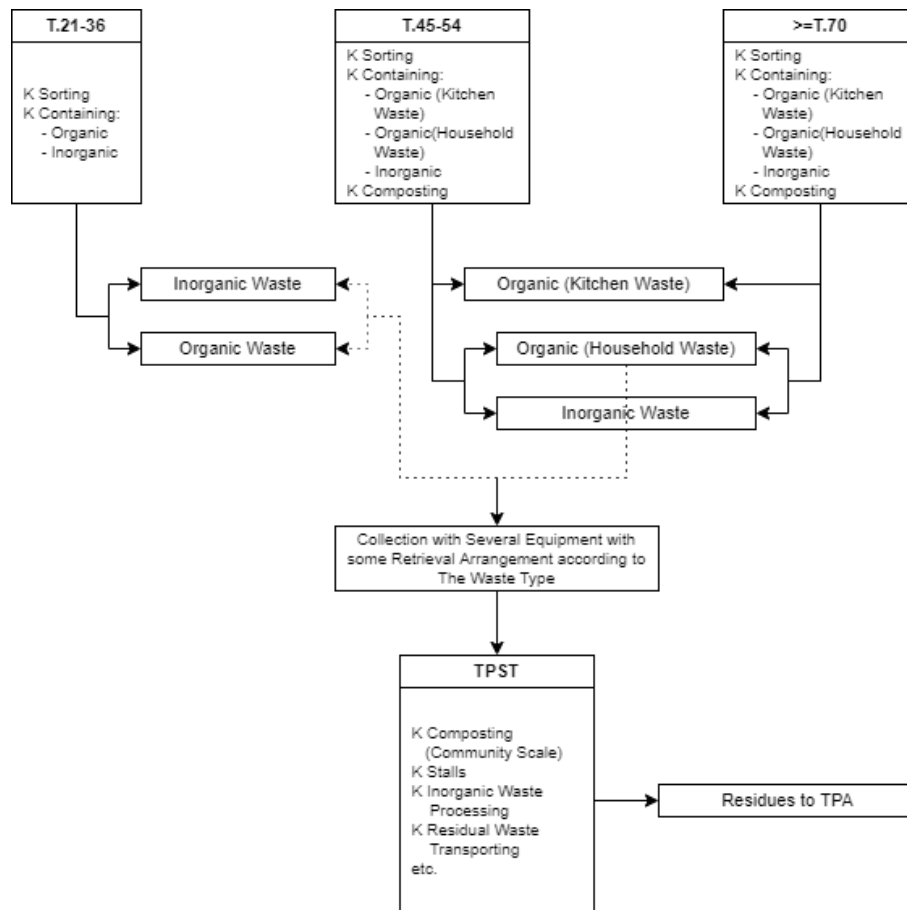 T.21-36
K Sorting
K Containing:
- Organic
- Inorganic
T.45-54
K Sorting
K Containing:
- Organic (Kitchen
Waste)
- Organic(Household
Waste)
- Inorganic
K Composting
>=T.70
K Sorting
K Containing:
- Organic (Kitchen
Waste)
- Organic(Household
Waste)
- Inorganic
K Composting
Inorganic Waste
Organic (Kitchen Waste)
Organic Waste
Organic (Household Waste)
Inorganic Waste
Collection with Several Equipment with
some Retrieval Arrangement according to
The Waste Type
TPST
K Composting
(Community Scale)
K Stalls
K Inorganic Waste
Processing
K Residual Waste
Transporting
etc.
Residues to TPA